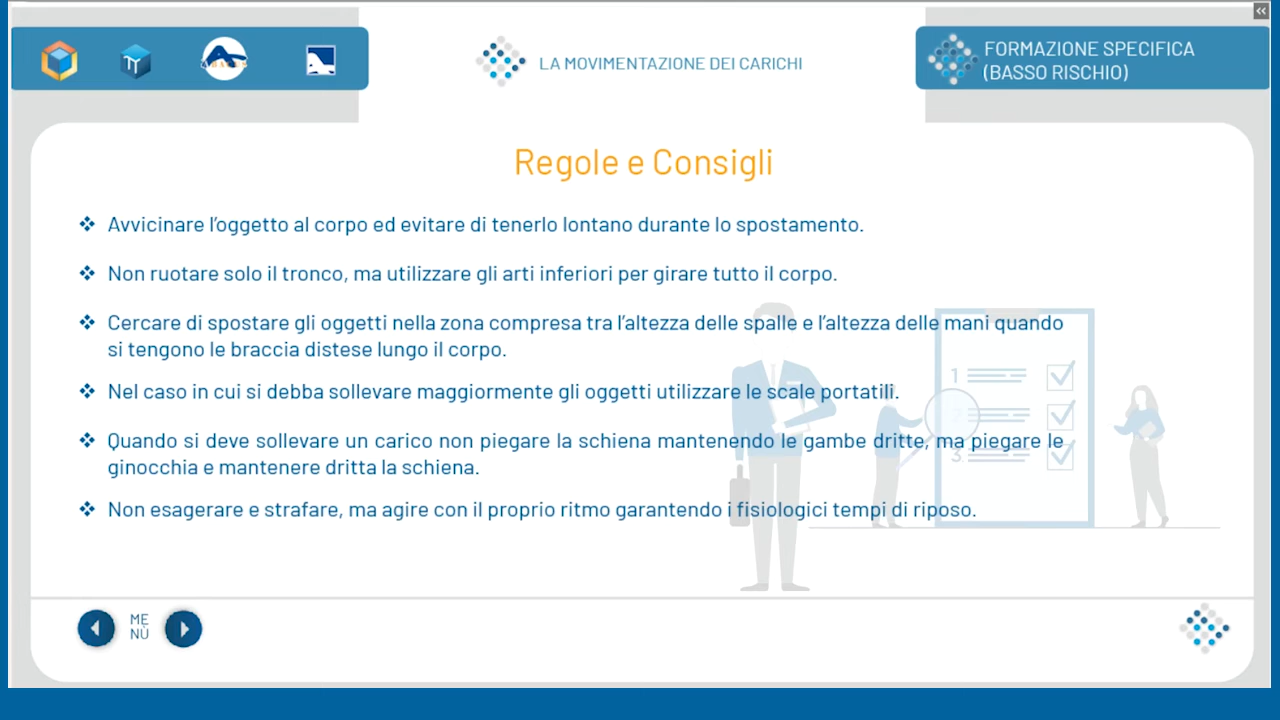 LA MOVIMENTAZIONE DEI CARICHI
FORMAZIONE SPECIFICA
(BASSO RISCHIO)
Regole e Consigli
❖ Avvicinare l'oggetto al corpo ed evitare di tenerlo lontano durante lo spostamento.
❖ Non ruotare solo il tronco, ma utilizzare gli arti inferiori per girare tutto il corpo.
❖ Cercare di spostare gli oggetti nella zona compresa tra l'altezza delle spalle e l'altezza delle mani quando
si tengono le braccia distese lungo il corpo.
❖ Nel caso in cui si debba sollevare maggiormente gli oggetti utilizzare le scale portatili.
❖ Quando si deve sollevare un carico non piegare la schiena mantenendo le gambe dritte, ma piegare le
ginocchia e mantenere dritta la schiena.
❖ Non esagerare e strafare, ma agire con il proprio ritmo garantendo i fisiologici tempi di riposo.
1
2
3
ME
NÙ